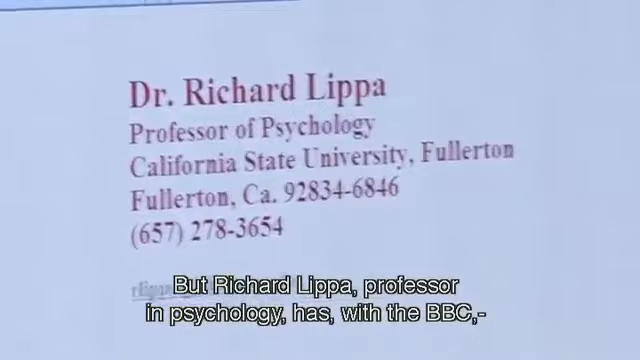 Dr. Richard Lippa
Professor of Psychology
California State University, Fullerton
Fullerton, Ca. 92834-6846
(657) 278-3654
But Richard Lippa, professor
in psychology, has, with the BBC,-